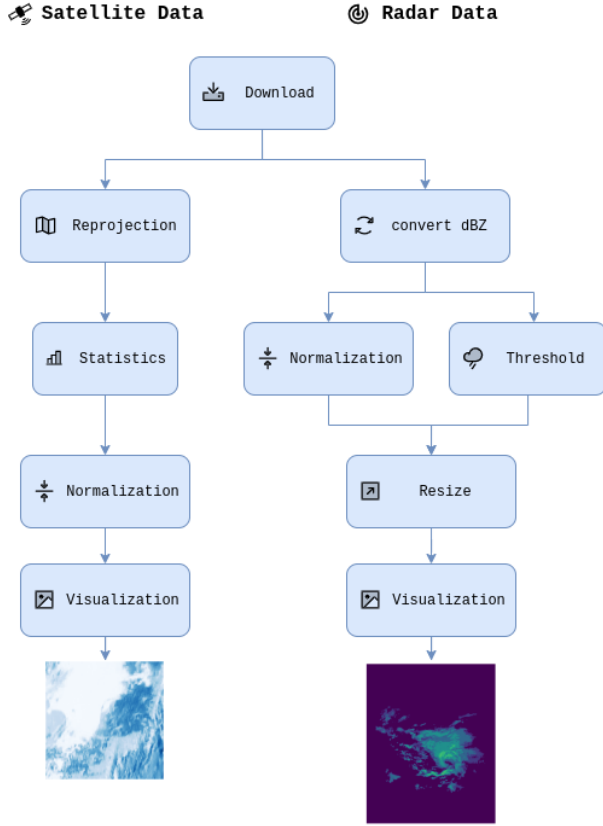 Satellite Data
Radar Data
Download
Reprojection
convert dBZ
Statistics
Normalization
Threshold
Normalization
Resize
Visualization
Visualization